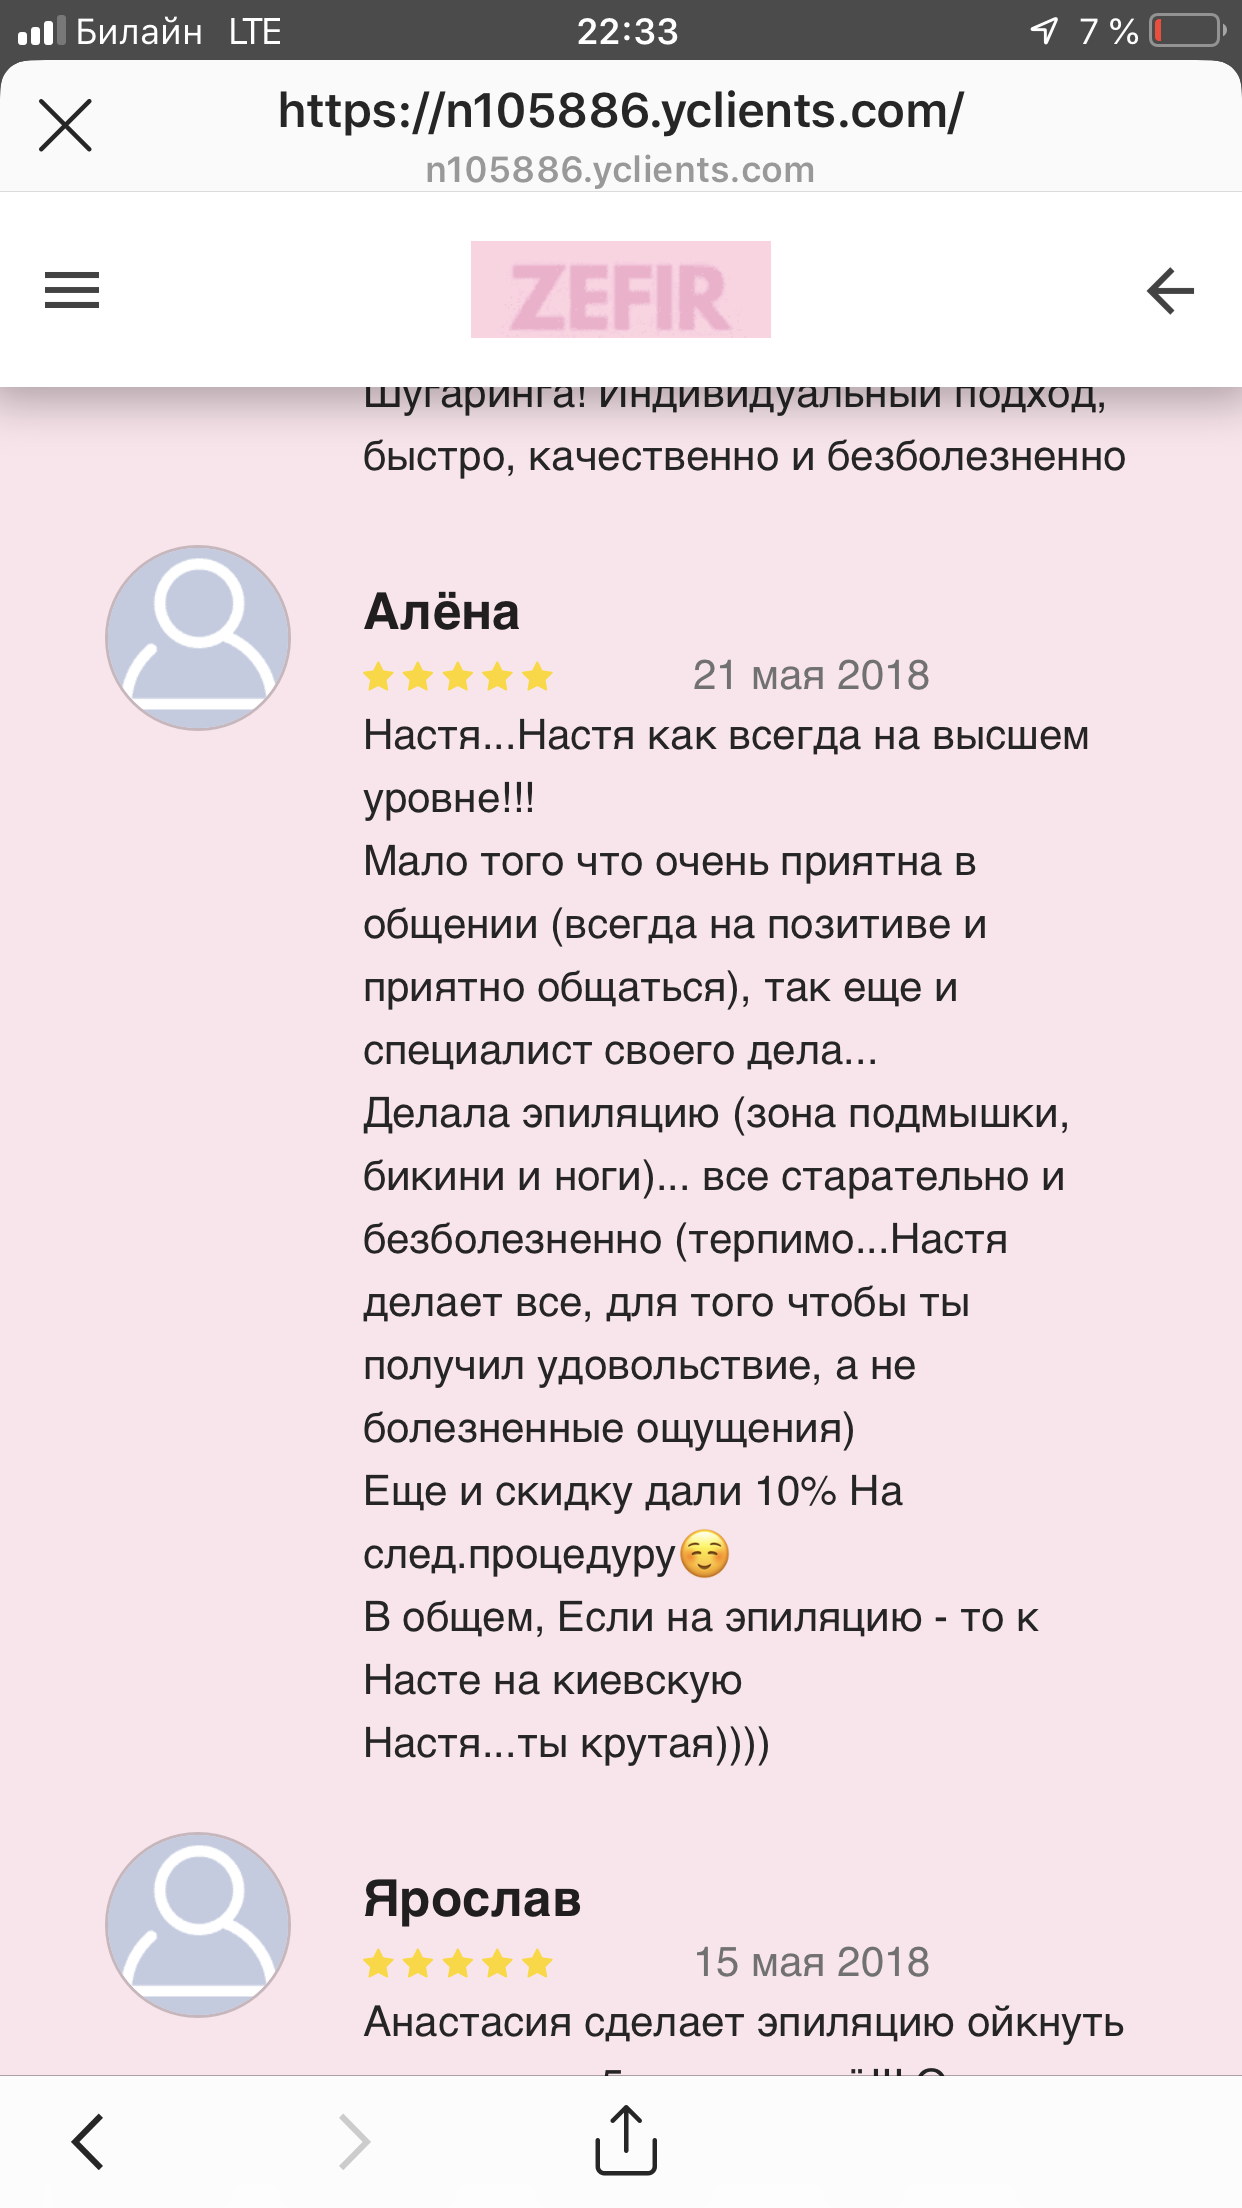 Билайн LTE 22:33 7 %
https://n105886.yclients.com/
n105886.yclients.com
ZEFIR
Шугаринга! Индивидуальный подход,
быстро, качественно и безболезненно
Алёна
21 мая 2018
Настя...Настя как всегда на высшем
уровне!!!
Мало того что очень приятна в
общении (всегда на позитиве и
приятно общаться), так еще и
специалист своего дела...
Делала эпиляцию (зона подмышки,
бикини и ноги)... все старательно и
безболезненно (терпимо...Настя
делает все, для того чтобы ты
получил удовольствие, а не
болезненные ощущения)
Еще и скидку дали 10% На
след.процедуру☺️
В общем, Если на эпиляцию - то к
Насте на киевскую
Настя...ты крутая))))
Ярослав
15 мая 2018
Анастасия сделает эпиляцию ойкнуть